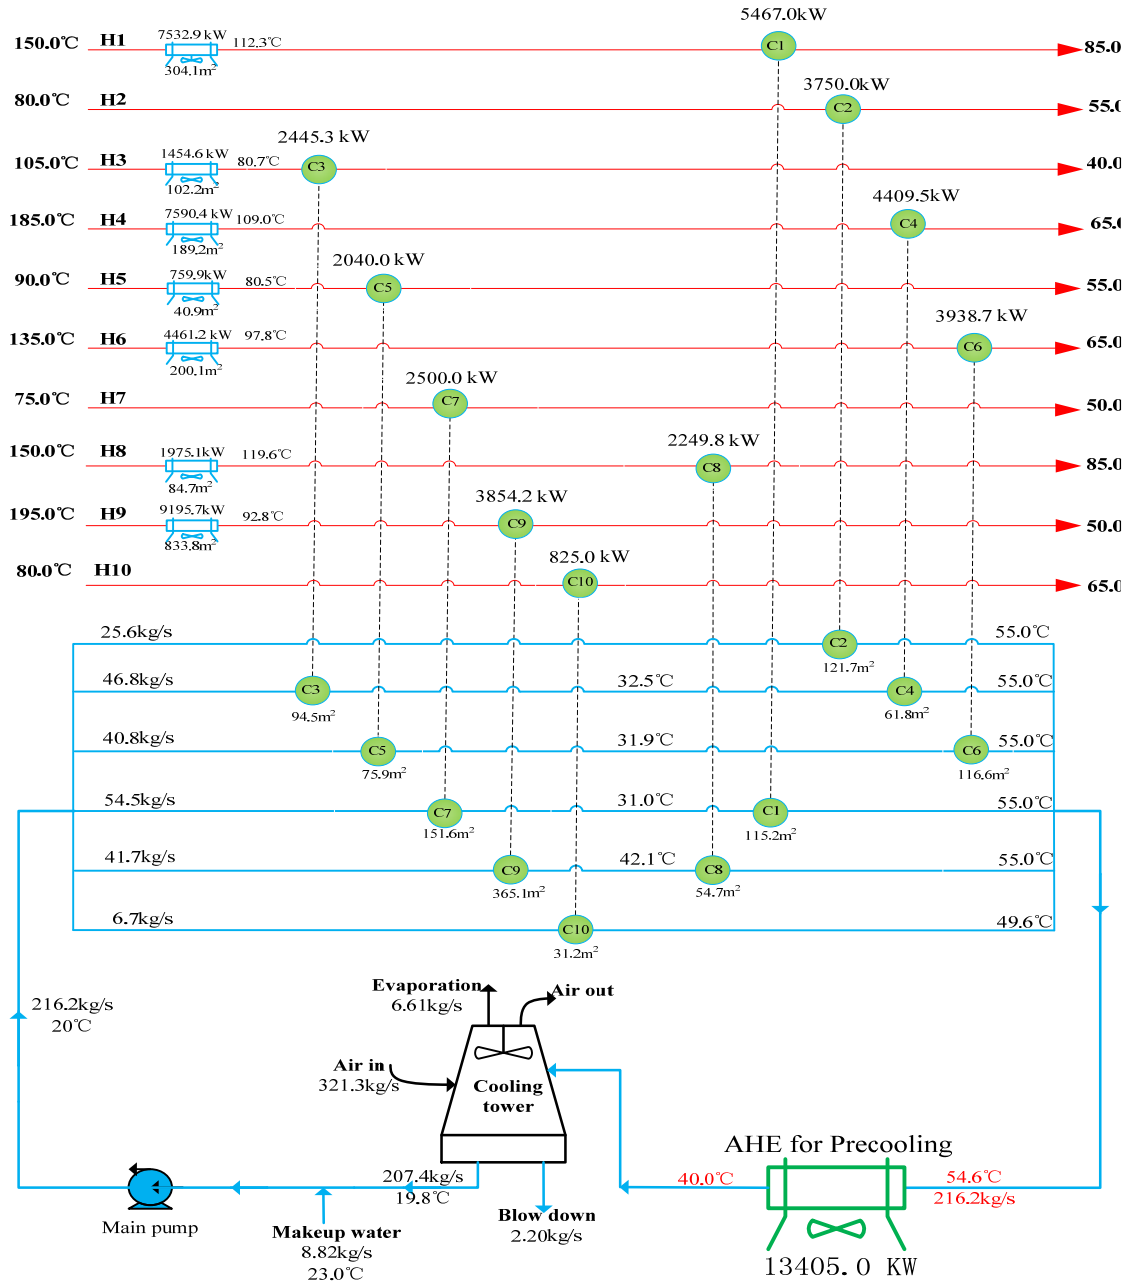 5467.0kW
150.0℃ H1 7532.9 kW 112.3℃ C1 85.0
304.1m²
3750.0kW
80.0℃ H2 C2 55.0
2445.3 kW
105.0℃ H3 1454.6 kW 80.7℃ C3 40.0
102.2m²
4409.5kW
185.0℃ H4 7590.4 kW 109.0℃ C4 65.0
189.2m²
2040.0kW
90.0℃ H5 759.9kW 80.5℃ C5 55.0
40.9m²
3938.7 kW
135.0℃ H6 4461.2 kW 97.8℃ C6 65.0
200.1m²
2500.0 kW
75.0℃ H7 C7 50.0
2249.8 kW
150.0℃ H8 1975.1kW 119.6℃ C8 85.0
84.7m²
3854.2 kW
195.0℃ H9 9195.7kW 92.8℃ C9 50.0
833.8m²
825.0 kW
80.0℃ H10 C10 65.0
25.6kg/s C2 55.0℃
121.7m²
46.8kg/s C3 32.5℃ C4 55.0℃
94.5m² 61.8m²
40.8kg/s C5 31.9℃ C6 55.0℃
75.9m² 116.6m²
54.5kg/s C7 31.0℃ C1 55.0℃
151.6m² 115.2m²
41.7kg/s C9 42.1℃ C8 55.0℃
365.1m² 54.7m²
6.7kg/s C10 49.6℃
31.2m²
Evaporation
6.61kg/s
Air out
216.2kg/s
20℃
Air in
321.3kg/s
Cooling
tower
AHE for Precooling
207.4kg/s
19.8℃
40.0℃
54.6℃
216.2kg/s
Main pump
Makeup water
8.82kg/s
23.0℃
Blow down
2.20kg/s
13405.0 KW